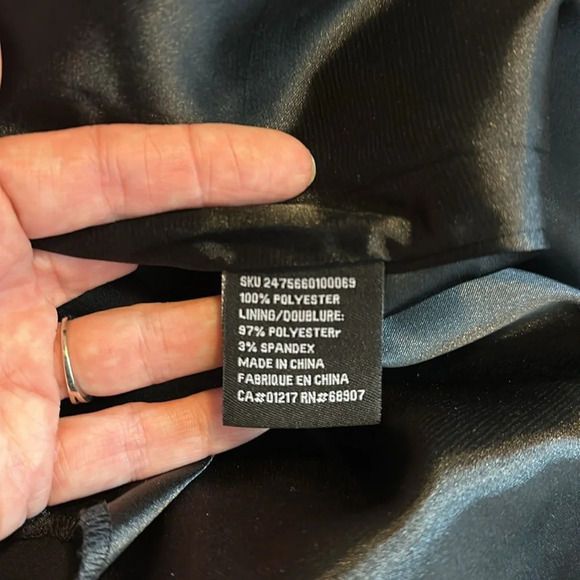 SKU 2475660100069
100% POLYESTER
LINING/DOUBLURE:
97% POLYESTERr
3% SPANDEX
MADE IN CHINA
FABRIQUE EN CHINA
CA#01217 RN#68907